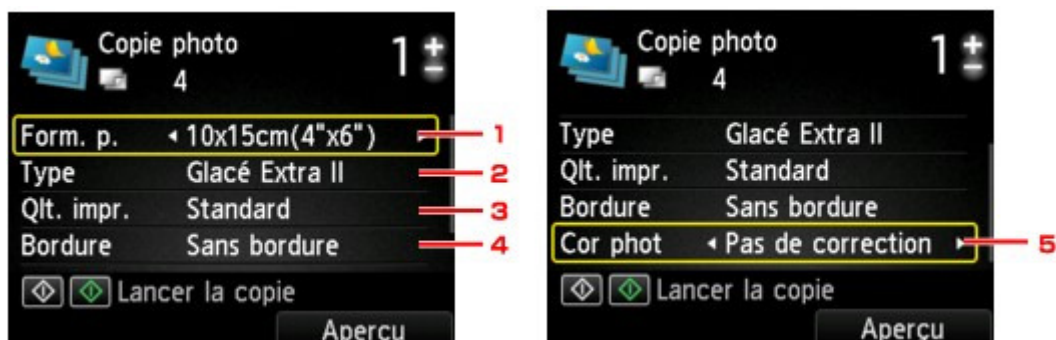 Copie photo
4
1 + -
Form. p. 10x15cm(4"x6") 1
Type Glacé Extra II 2
Qlt. impr. Standard 3
Bordure Sans bordure 4
Lancer la copie
Aperçu
Copie photo
4
1 + -
Type Glacé Extra II
Qlt. impr. Standard
Bordure Sans bordure
Cor phot Pas de correction 5
Lancer la copie
Aperçu